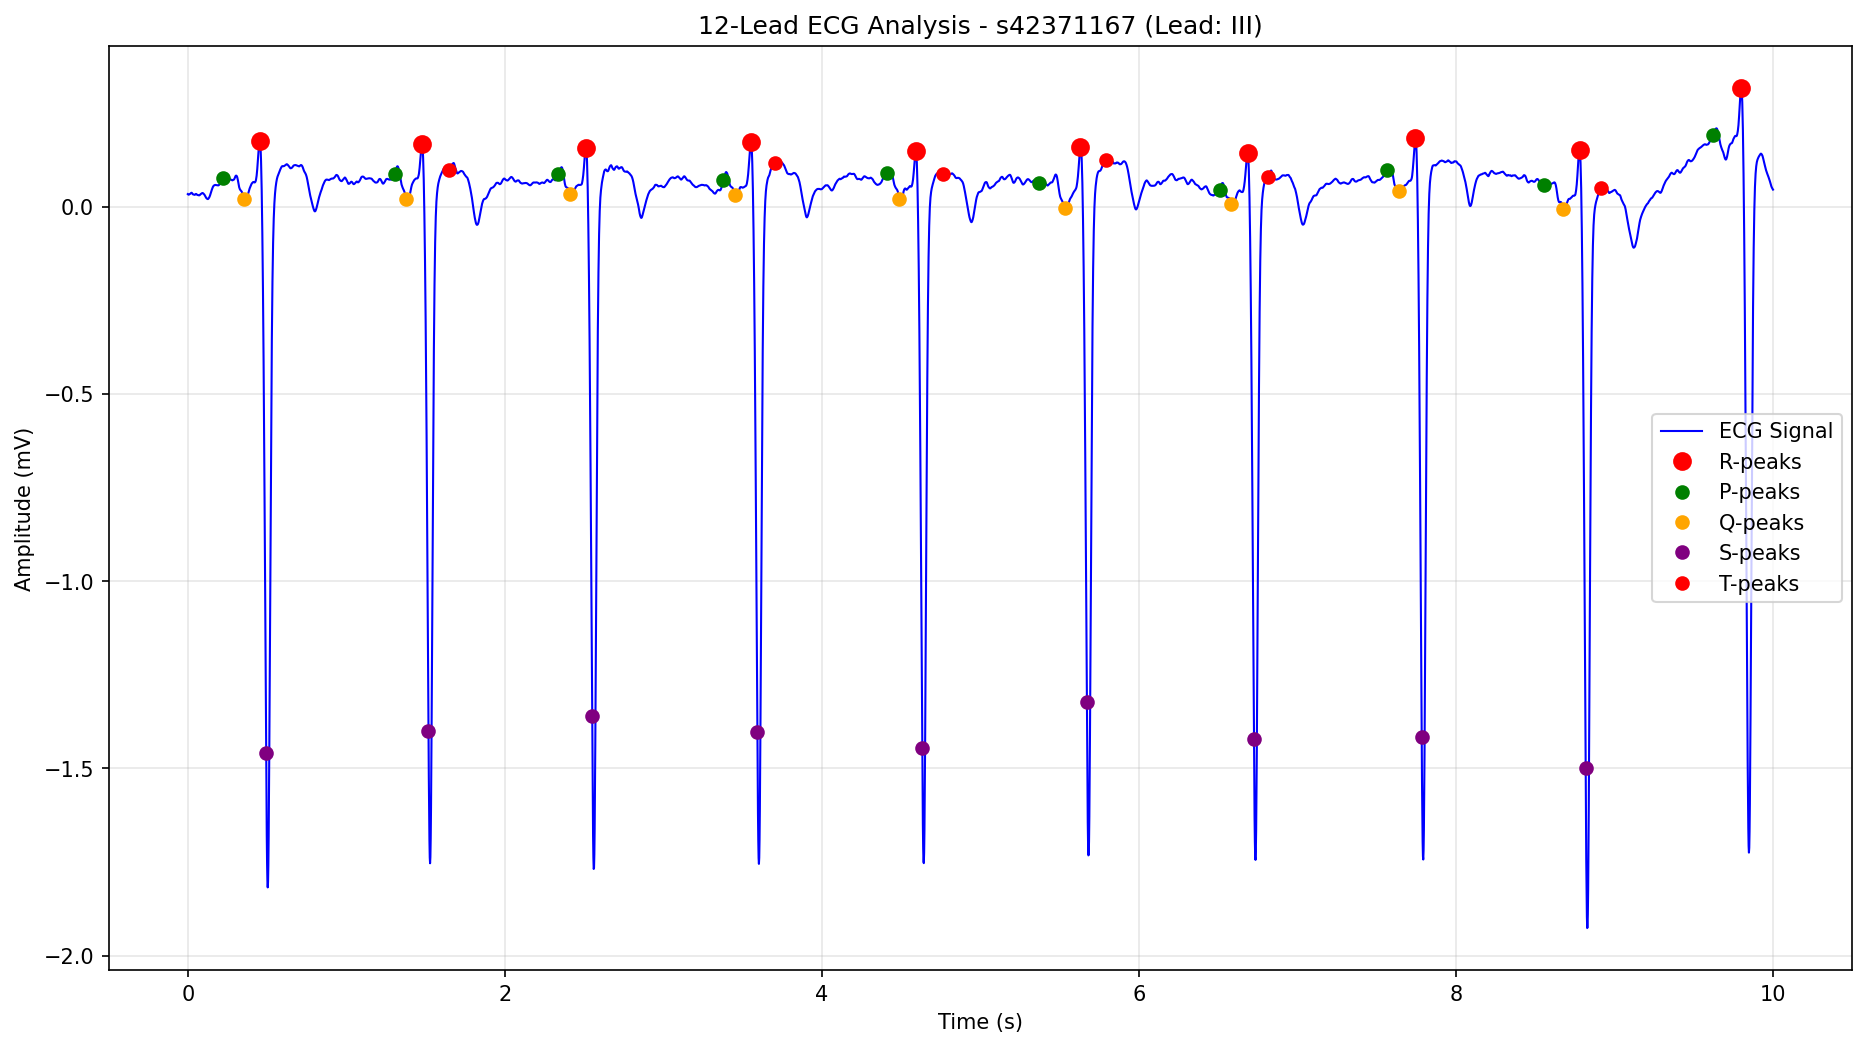 12-Lead ECG Analysis - s42371167 (Lead: III)
Amplitude (mV)
0.0
−0.5
−1.0
−1.5
−2.0
ECG Signal
R-peaks
P-peaks
Q-peaks
S-peaks
T-peaks
0 2 4 6 8 10
Time (s)